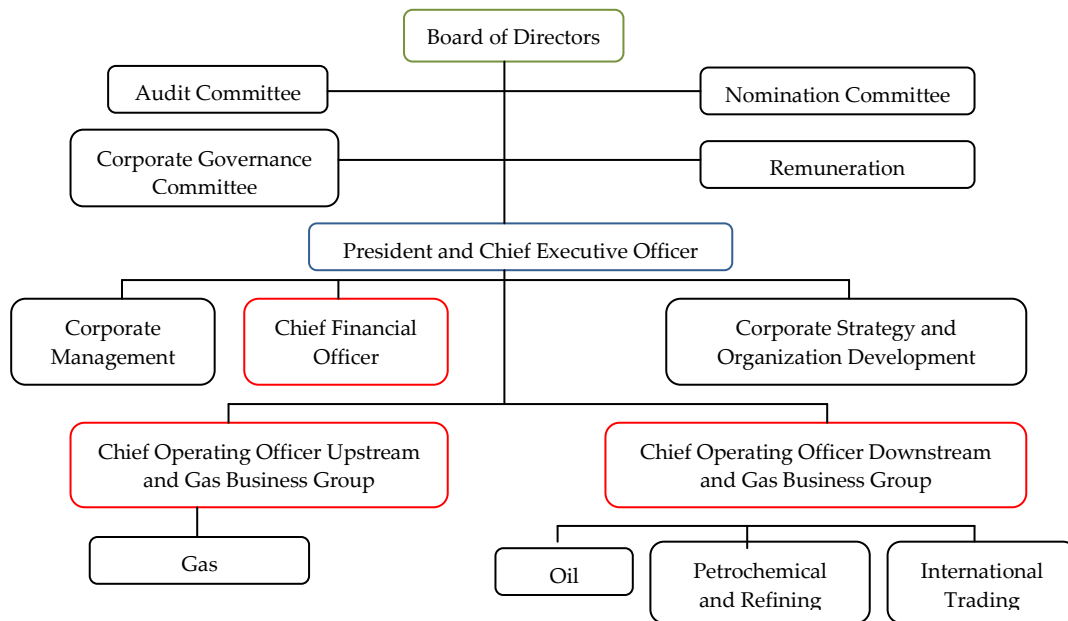 Board of Directors
Audit Committee
Nomination Committee
Corporate Governance
Committee
Remuneration
President and Chief Executive Officer
Corporate
Management
Chief Financial
Officer
Corporate Strategy and
Organization Development
Chief Operating Officer Upstream
and Gas Business Group
Chief Operating Officer Downstream
and Gas Business Group
Gas
Oil
Petrochemical
and Refining
International
Trading